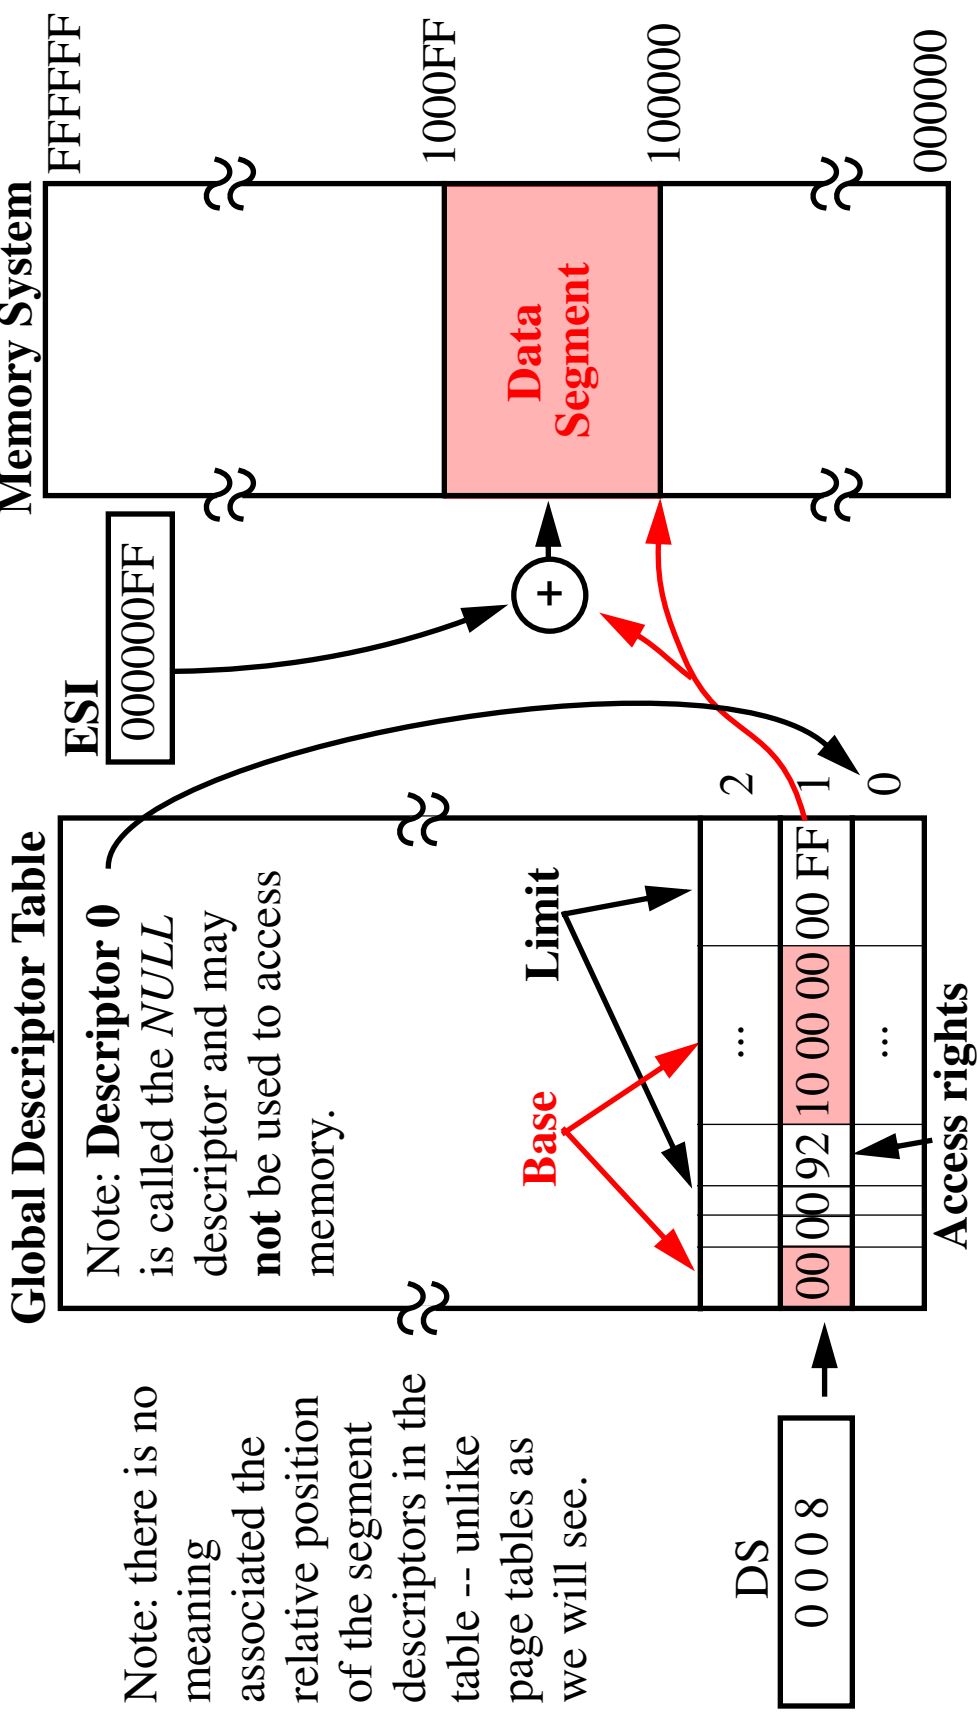 Note: there is no
meaning
associated the
relative position
of the segment
descriptors in the
table -- unlike
page tables as
we will see.
DS
0 0 0 8
Global Descriptor Table
Note: Descriptor 0
is called the NULL
descriptor and may
not be used to access
memory.
Base
Limit
...
2
00 0 0 92 10 00 00 00 FF
1
...
0
Access rights
ESI
000000FF
+
Memory System
FFFFFF
1000FF
Data
Segment
100000
000000